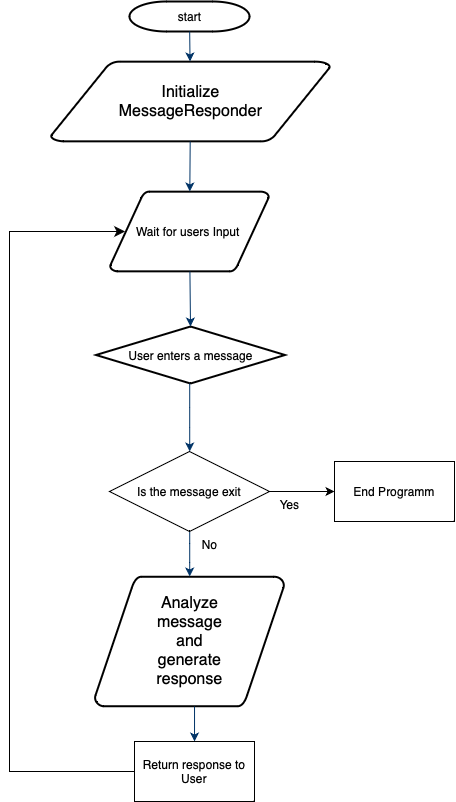 start
Initialize
MessageResponder
Wait for users Input
User enters a message
Is the message exit
Yes
End Programm
No
Analyze
message
and
generate
response
Return response to
User